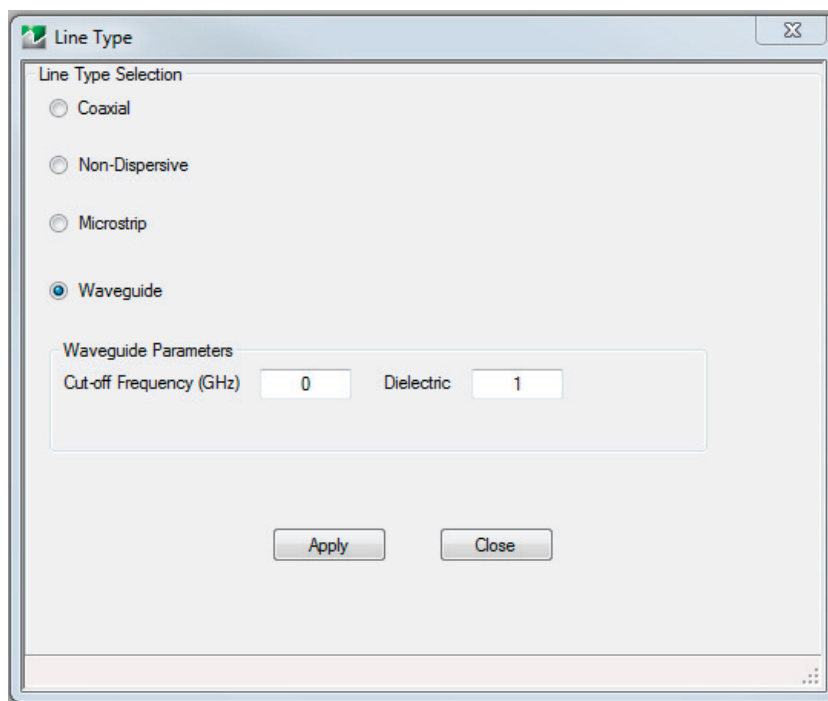 Line Type
Line Type Selection
Coaxial
Non-Dispersive
Microstrip
Waveguide
Waveguide Parameters
Cut-off Frequency (GHz) 0 Dielectric 1
Apply Close